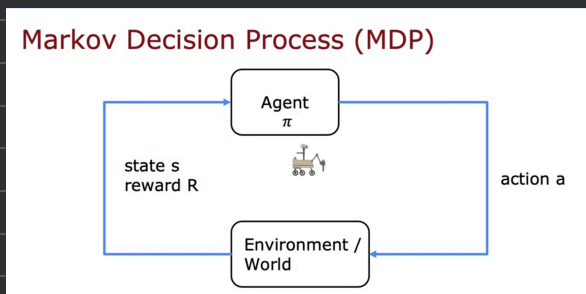 Markov Decision Process (MDP)
Agent
π
state s
reward R
action a
Environment /
World